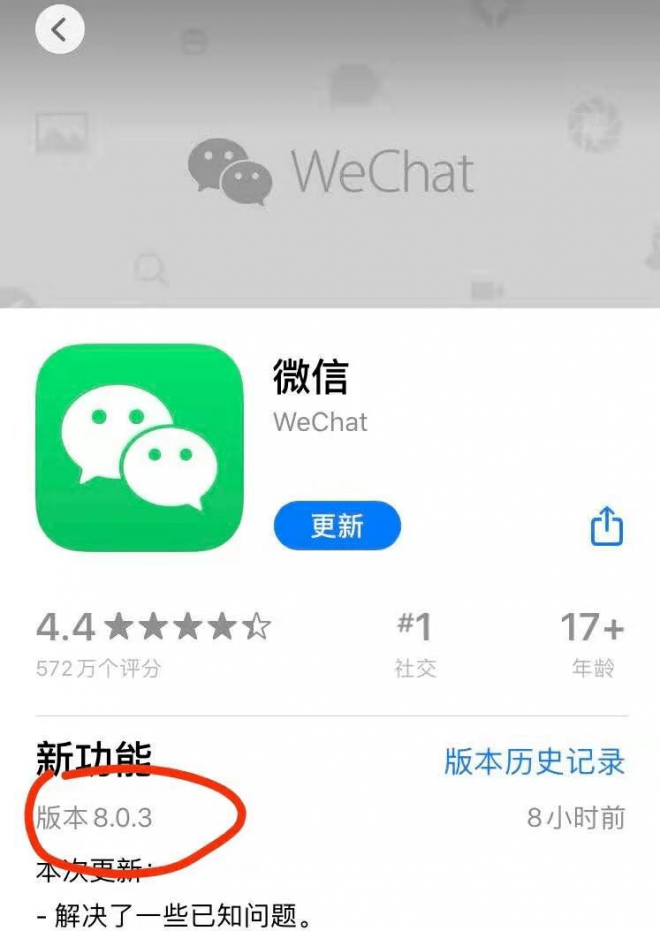 WeChat
微信
WeChat
更新
4.4 #1 17+
572万个评分 社交 年龄
新功能 版本历史记录
版本 8.0.3 8小时前
本次更新:
- 解决了一些已知问题。